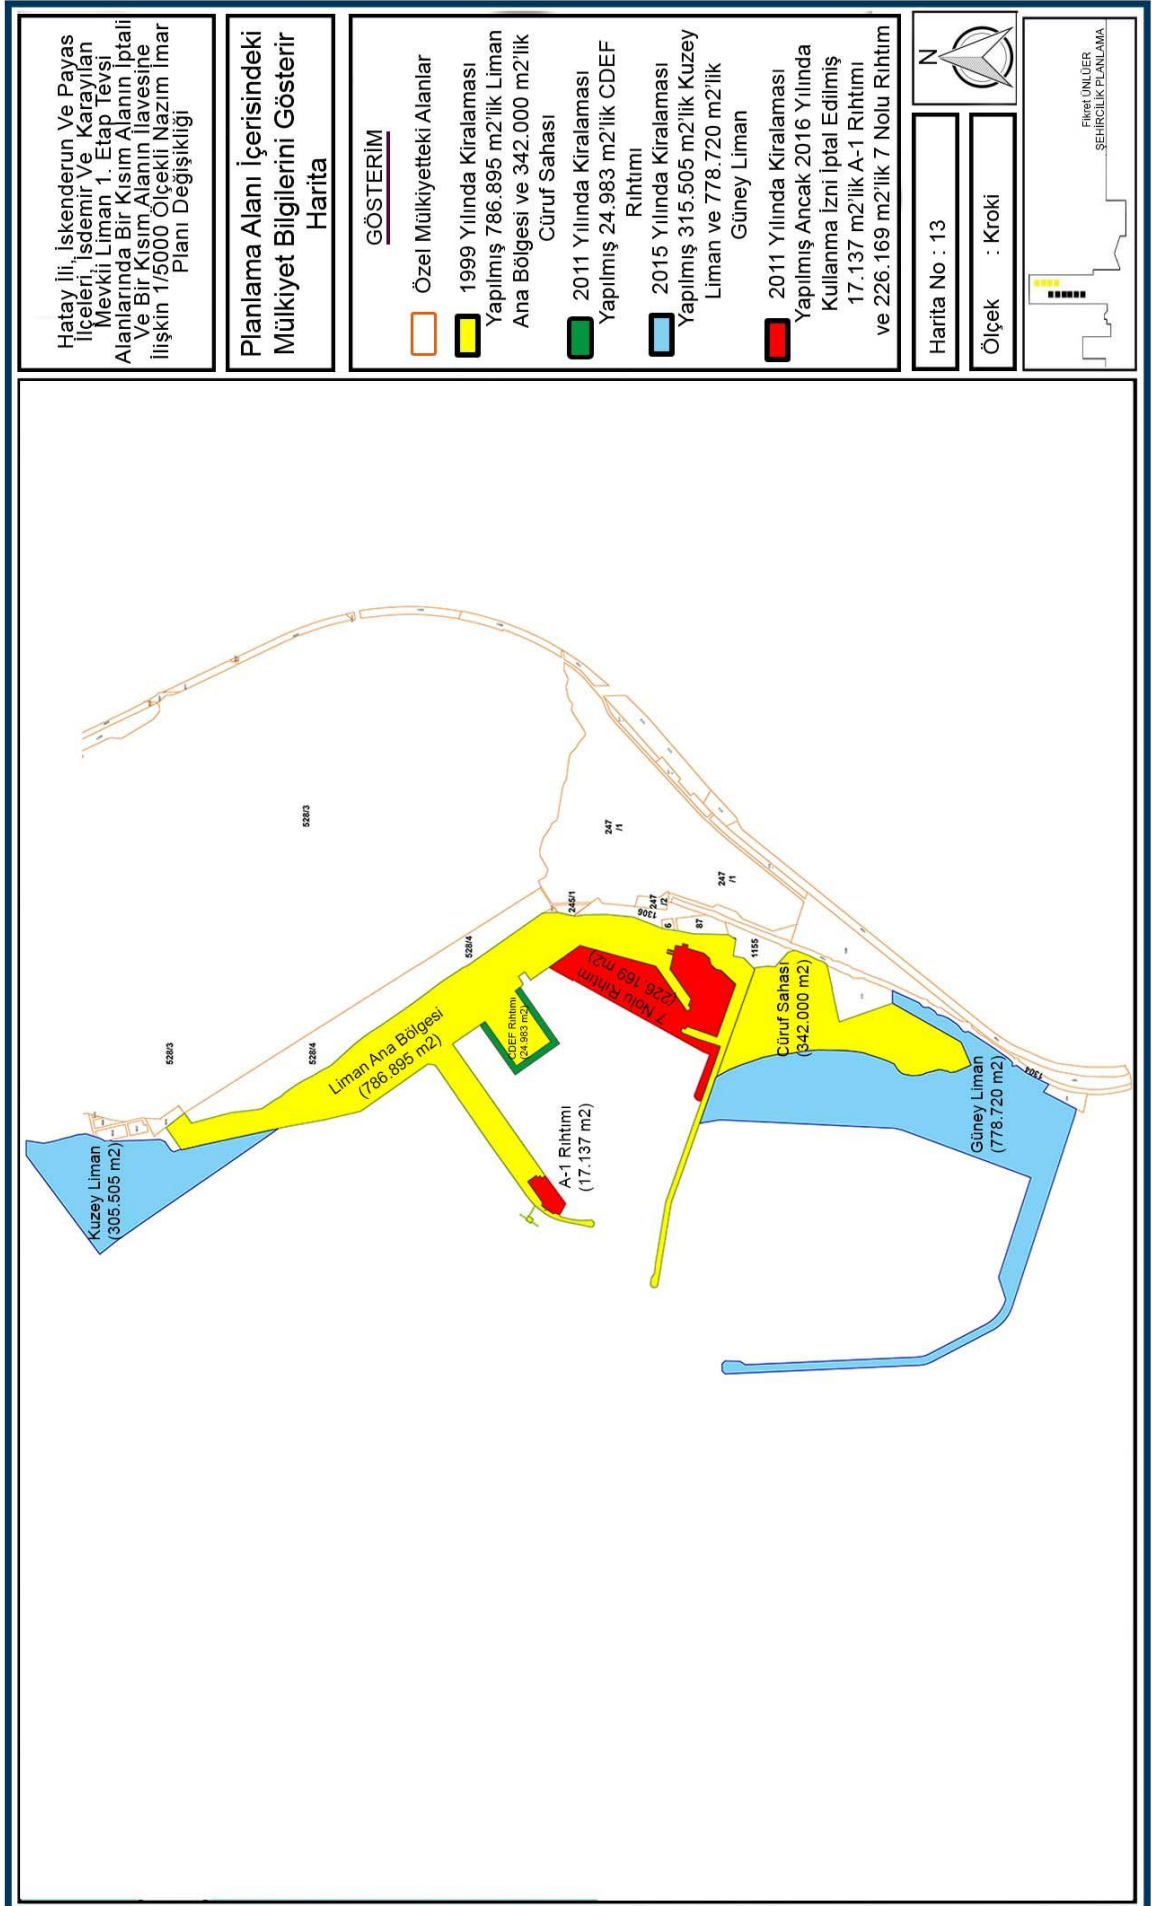 Hatay İli, İskenderun Ve Payas
İlçeleri, İsdemir Ve Karayılan
Mevkii Liman 1. Etap Tevsi
Alanlarında Bir Kısım Alanın İptali
Ve Bir Kısım Alanın İlavesine
İlişkin 1/5000 Ölçekli Nazım İmar
Planı Değişikliği
Planlama Alanı İçerisindeki
Mülkiyet Bilgilerini Gösterir
Harita
GÖSTERİM
Özel Mülkiyetteki Alanlar
1999 Yılında Kiralaması
Yapılmış 786.895 m2'lik Liman
Ana Bölgesi ve 342.000 m2'lik
Cüruf Sahası
2011 Yılında Kiralaması
Yapılmış 24.983 m2'lik CDEF
Rıhtımı
2015 Yılında Kiralaması
Yapılmış 315.505 m2'lik Kuzey
Liman ve 778.720 m2'lik
Güney Liman
2011 Yılında Kiralaması
Yapılmış Ancak 2016 Yılında
Kullanma İzni İptal Edilmiş
17.137 m2'lik A-1 Rıhtımı
ve 226.169 m2'lik 7 Nolu Rıhtım
Harita No : 13
Ölçek : Kroki
N
Fikret ÜNLÜER
ŞEHİRCİLİK PLANLAMA
528/3
528/3
528/4
528/4
245/1
247
/1
247
/1
247
/2
1306
6
87
1155
1304
Kuzey Liman
(305.505 m2)
Liman Ana Bölgesi
(786.895 m2)
CDEF Rıhtımı
(24.983 m2)
A-1 Rıhtımı
(17.137 m2)
7 Nolu Rıhtım
(226.169 m2)
Cüruf Sahası
(342.000 m2)
Güney Liman
(778.720 m2)